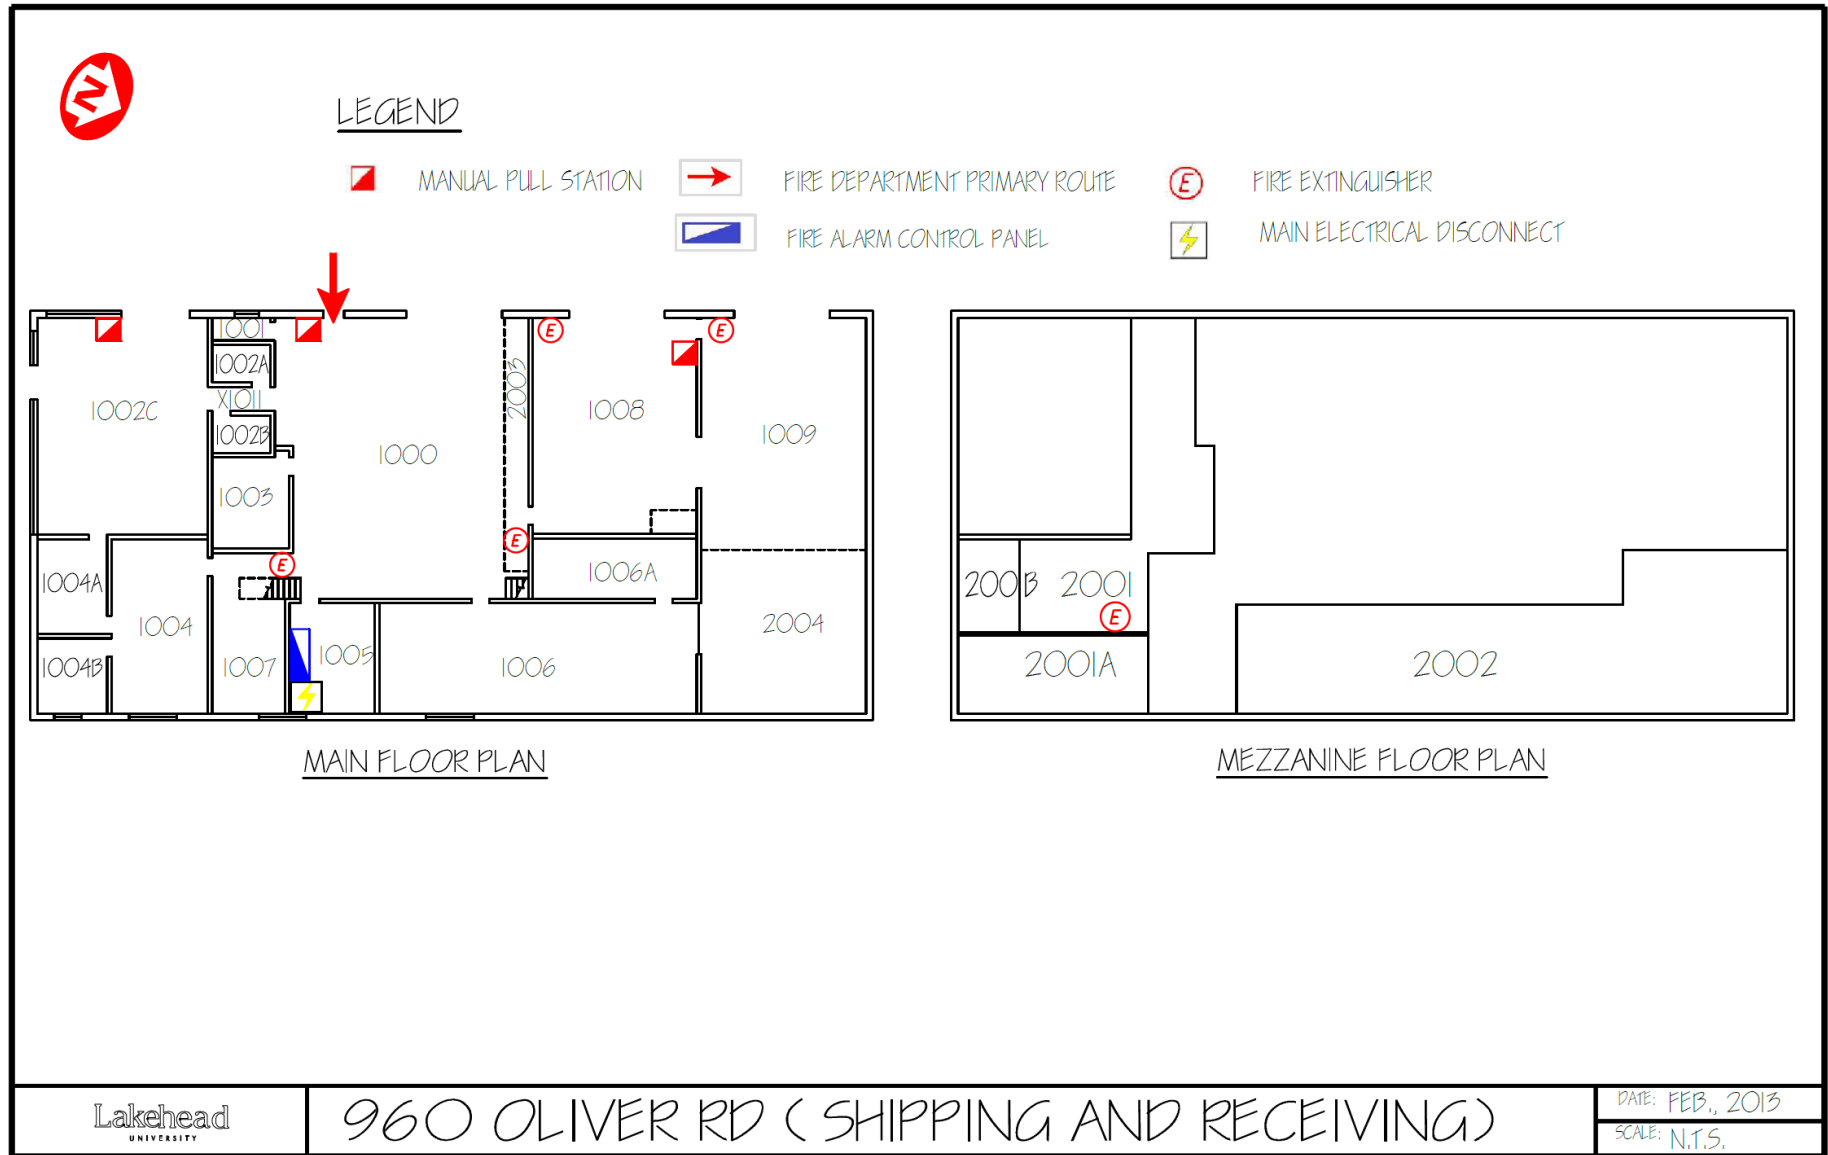 N
LEGEND
MANUAL PULL STATION
FIRE DEPARTMENT PRIMARY ROUTE
E FIRE EXTINGUISHER
FIRE ALARM CONTROL PANEL
MAIN ELECTRICAL DISCONNECT
1001
E
E
1002A
X1011
1002C
1002B
1000
2003
1008
1009
1003
E
E
1004A
1006A
1004
2004
1004B
1007
1005
1006
MAIN FLOOR PLAN
2001B
2001
E
2001A
2002
MEZZANINE FLOOR PLAN
Lakehead
UNIVERSITY
960 OLIVER RD (SHIPPING AND RECEIVING)
DATE: FEB., 2013
SCALE: N.T.S.